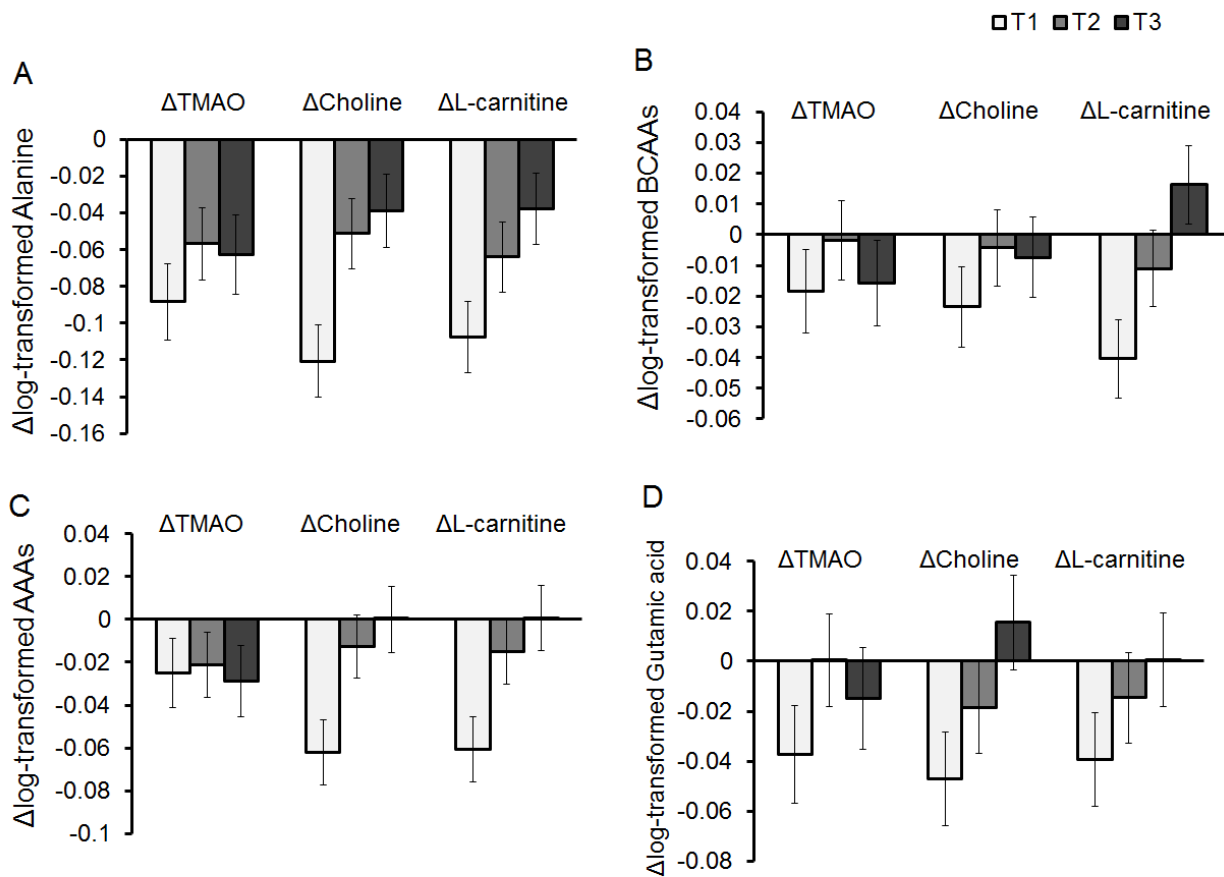 T1 T2 T3
A
ΔTMAO ΔCholine ΔL-carnitine
Δlog-transformed Alanine
0
-0.02
-0.04
-0.06
-0.08
-0.1
-0.12
-0.14
-0.16
B
ΔTMAO ΔCholine ΔL-carnitine
Δlog-transformed BCAAs
0.04
0.03
0.02
0.01
0
-0.01
-0.02
-0.03
-0.04
-0.05
-0.06
C
ΔTMAO ΔCholine ΔL-carnitine
Δlog-transformed AAAs
0.04
0.02
0
-0.02
-0.04
-0.06
-0.08
-0.1
D
ΔTMAO ΔCholine ΔL-carnitine
Δlog-transformed Gutamic acid
0.04
0.02
0
-0.02
-0.04
-0.06
-0.08